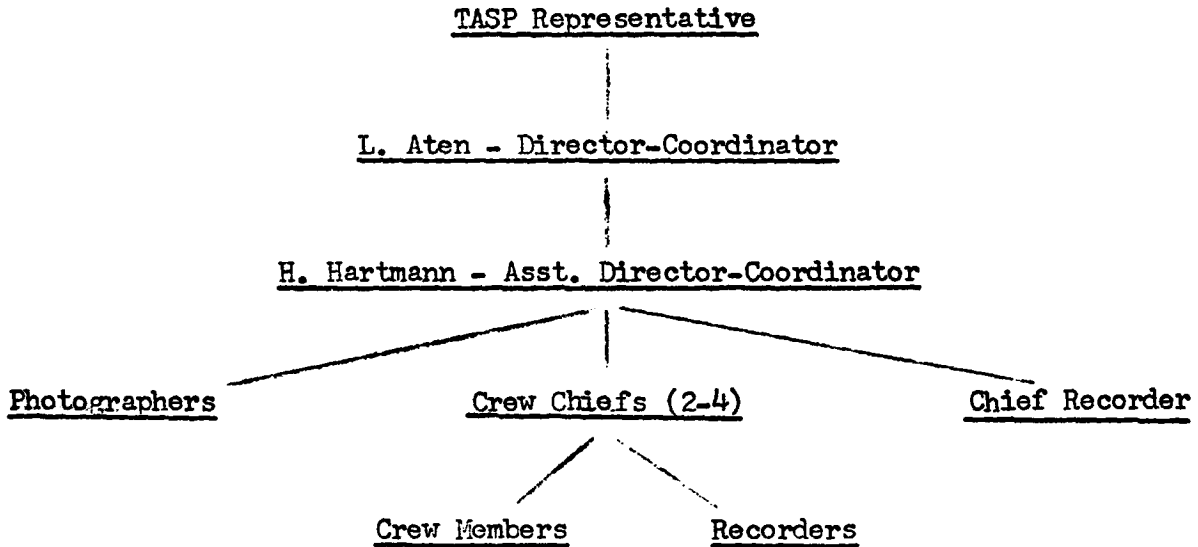 TASP Representative
L. Aten - Director-Coordinator
H. Hartmann - Asst. Director-Coordinator
Photographers Crew Chiefs (2-4) Chief Recorder
Crew Members Recorders